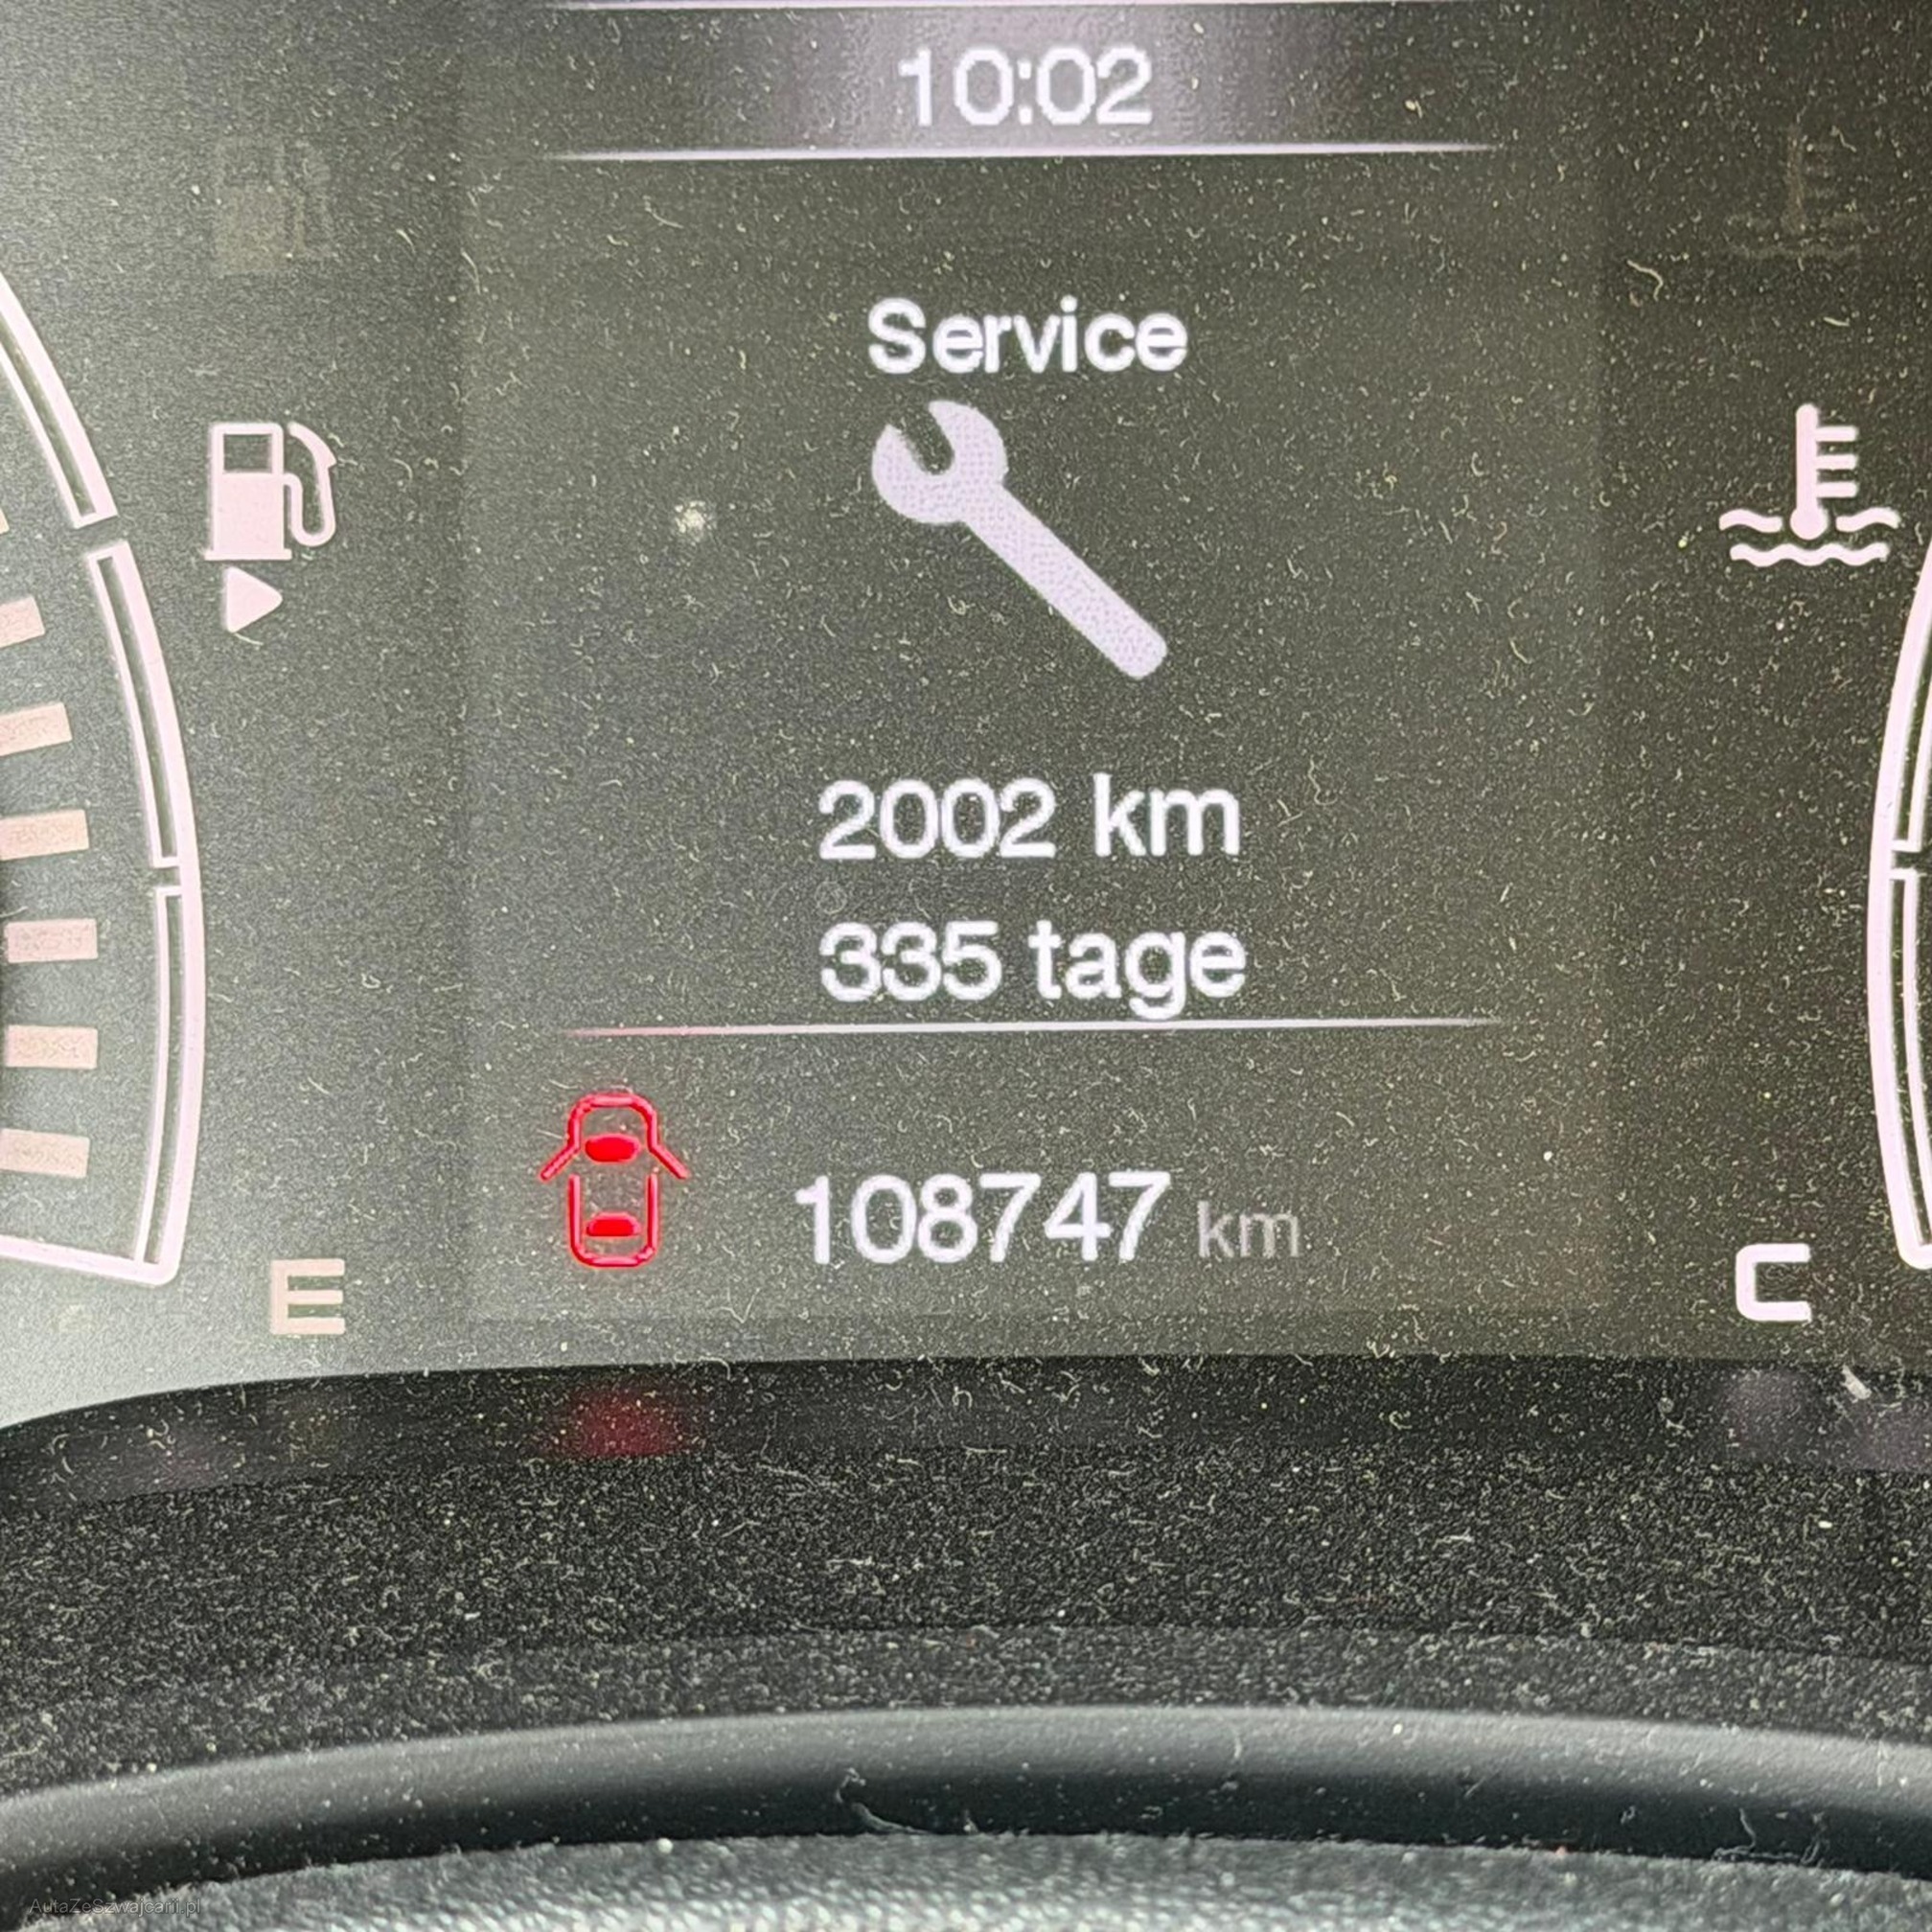 10:02
Service
2002 km
335 tage
108747 km
E
C
AutaZeSzwajcarii.pl